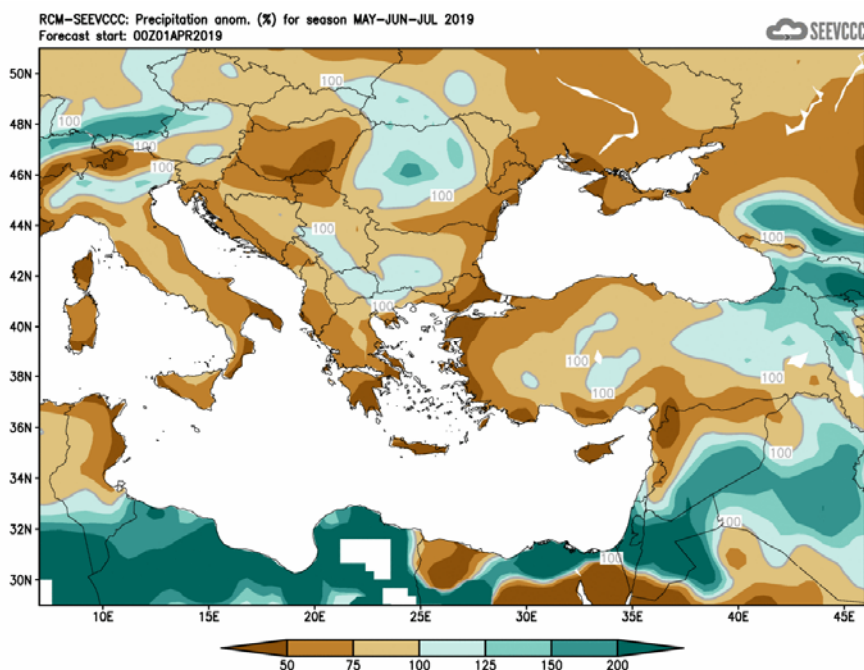 RCM-SEEVCCC: Precipitation anom. (%) for season MAY-JUN-JUL 2019
Forecast start: 00Z01APR2019
SEEVCCC
50N
100
100
48N
100
100
46N
100
44N
100
100
42N
100
40N
100
100
38N
100
36N
100
34N
32N
100
100
30N
10E 15E 20E 25E 30E 35E 40E 45E
50 75 100 125 150 200